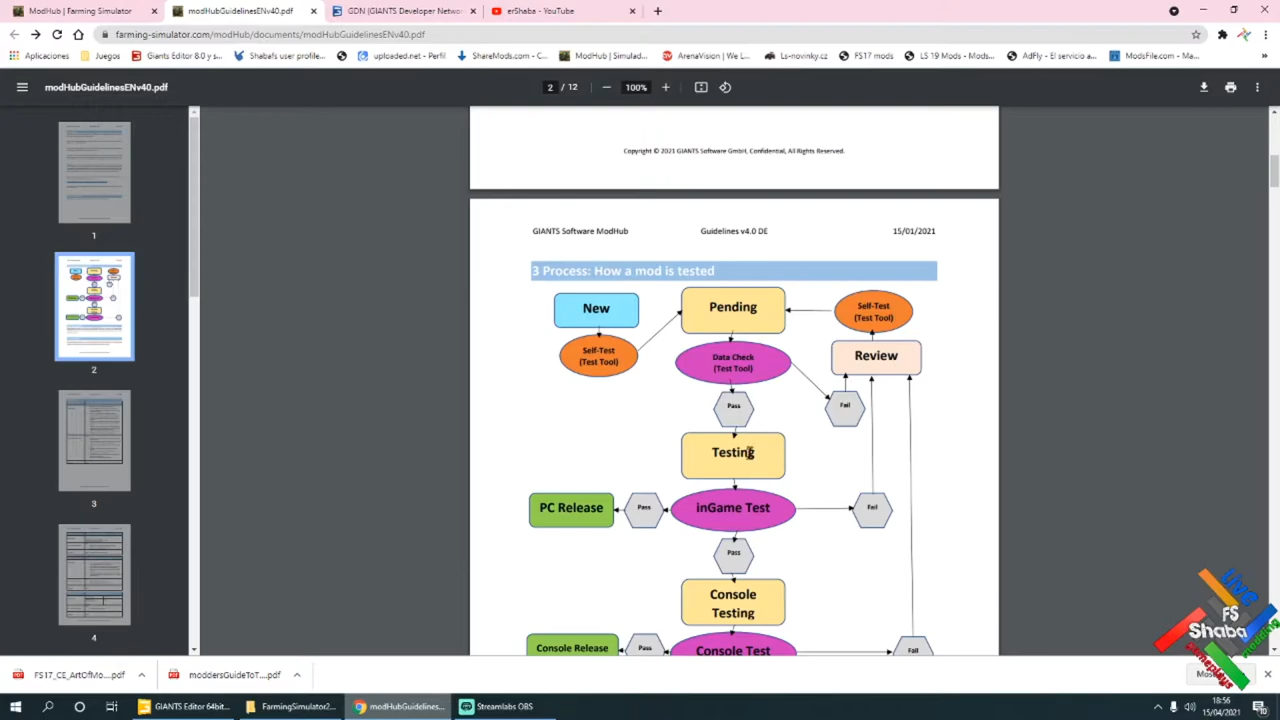 ModHub | Farming Simulator
modHubGuidelinesENv40.pdf
GDN (GIANTS Developer Networ
erShaba - YouTube
farming-simulator.com/modHub/documents/modHubGuidelinesENv40.pdf
Aplicaciones
Juegos
Giants Editor 8.0 y s...
Shabafs user profile...
uploaded.net - Perfil
ShareMods.com - C...
ModHub | Simulad...
ArenaVision | We L...
Ls-novinky.cz
FS17 mods
LS 19 Mods - Mods...
AdFly - El servicio a...
ModsFile.com - Ma...
modHubGuidelinesENv40.pdf
2 / 12
100%
Copyright © 2021 GIANTS Software GmbH, Confidential, All Rights Reserved.
GIANTS Software ModHub
Guidelines v4.0 DE
15/01/2021
3 Process: How a mod is tested
New
Pending
Self-Test
(Test Tool)
Self-Test
(Test Tool)
Data Check
(Test Tool)
Review
Pass
Fail
Testing
PC Release
Pass
inGame Test
Fail
Pass
Console
Testing
Console Release
Pass
Console Test
Fail
1
2
3
4
FS
Shaba
FS17_CE_ArtOfMo....pdf
moddersGuideToT....pdf
GIANTS Editor 64bit...
FarmingSimulator2...
modHubGuidelines...
Streamlabs OBS
18:56
15/04/2021